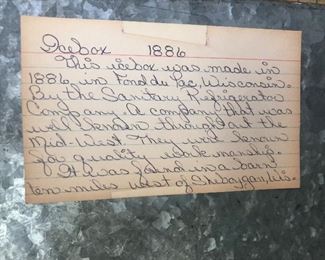 Icebox 1886
This icebox was made in
1886, in Fond du Lac, Wisconsin.
By the Sanitary Refrigerator
Company. A company that was
well known throughout the
Mid-West. They were known
for quality workmanship.
It was found in a barn
ten miles west of Sheboygan, Wis.